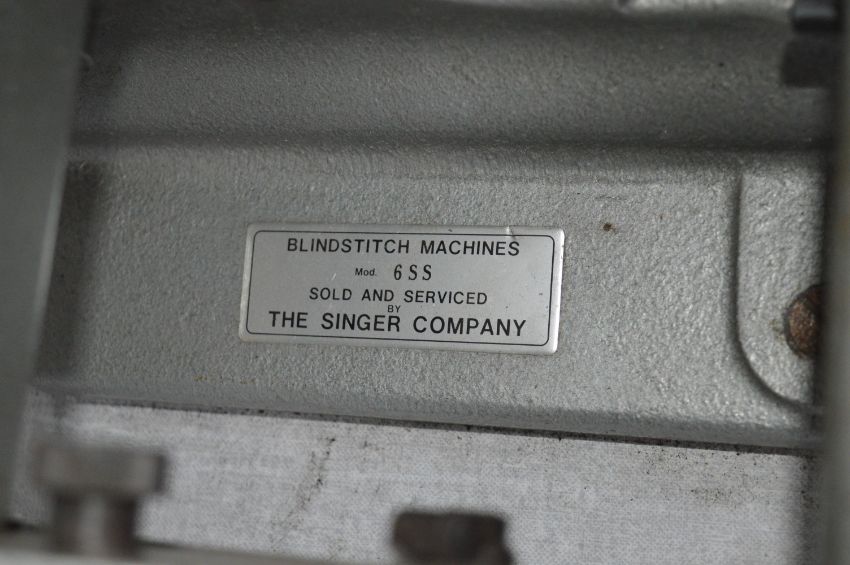 BLINDSTITCH MACHINES
Mod. 6SS
SOLD AND SERVICED
BY
THE SINGER COMPANY